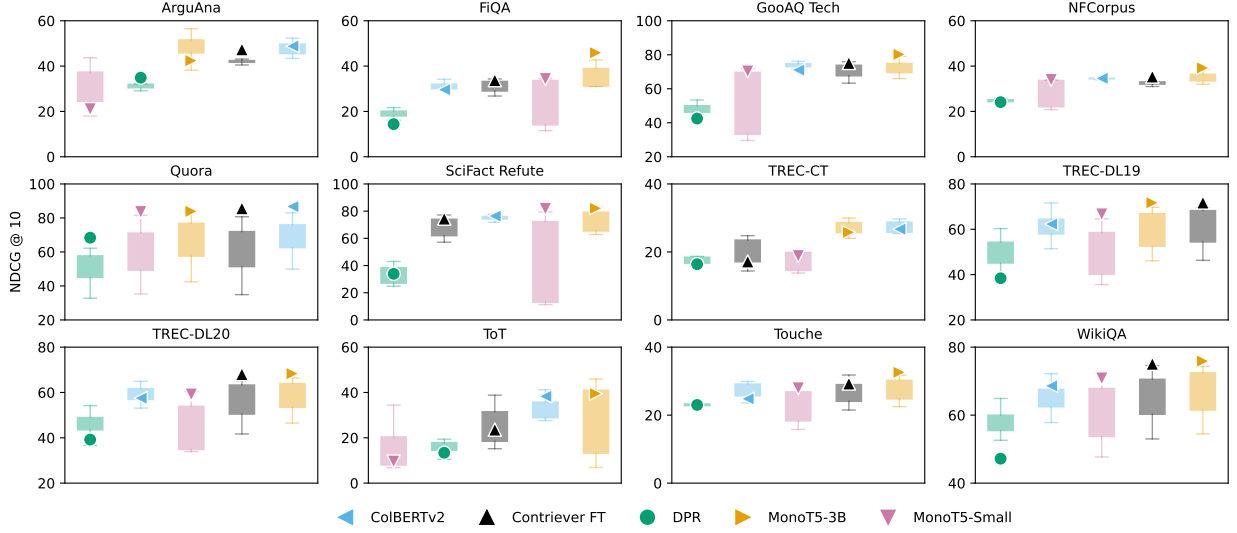 ArguAna FiQA GooAQ Tech NFCorpus
60 60 100 60
40 40 80 40
60
20 20 40 20
0 0 20 0
Quora SciFact Refute TREC-CT TREC-DL19
100 100 40 80
80 80
60 60 20 60
40 40 40
20
20 0 0 20
NDCG @ 10
TREC-DL20 ToT Touche WikiQA
80 60 40 80
60 40 20 60
40 20
20 0 0 40
ColBERTv2 Contriever FT DPR MonoT5-3B MonoT5-Small